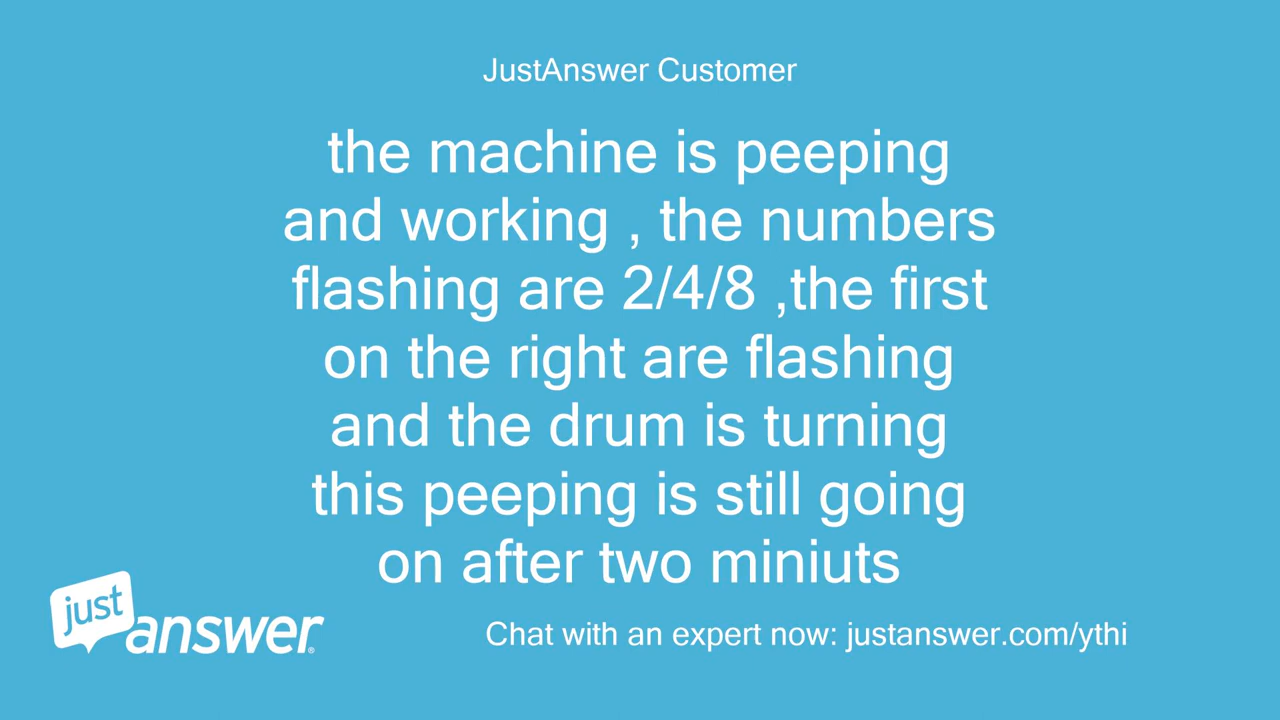 JustAnswer Customer
the machine is peeping
and working , the numbers
flashing are 2/4/8 ,the first
on the right are flashing
and the drum is turning
this peeping is still going
on after two miniuts
just
answer®
Chat with an expert now: justanswer.com/ythi